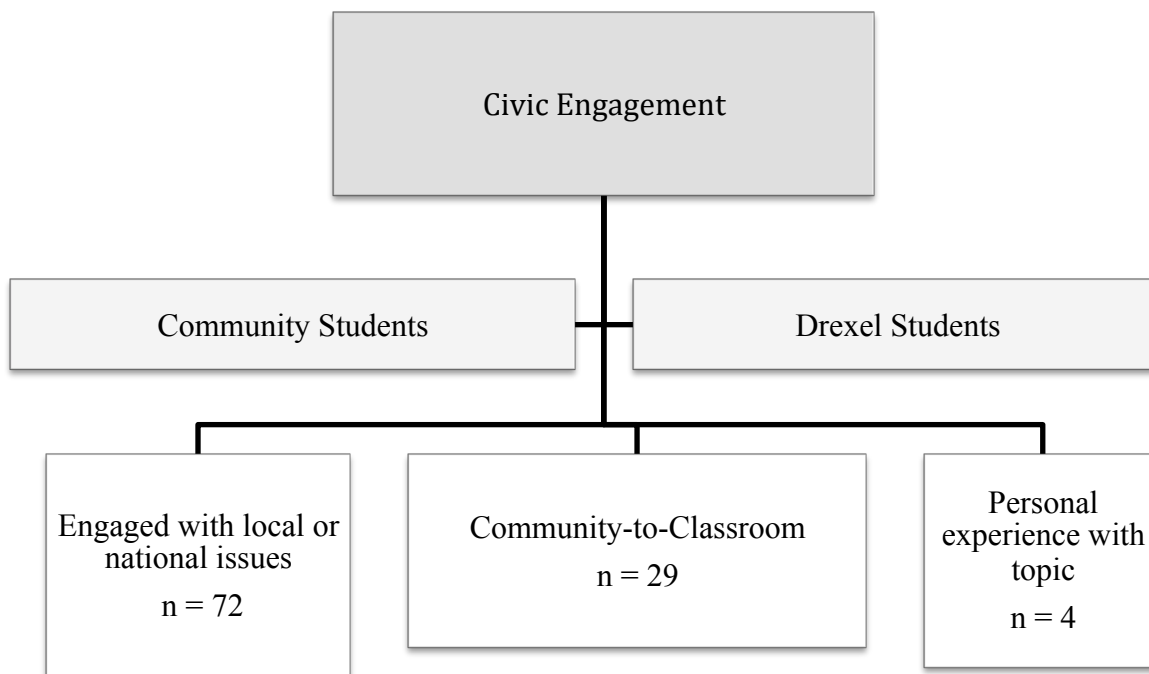 Civic Engagement
Community Students
Drexel Students
Engaged with local or
national issues
n = 72
Community-to-Classroom
n = 29
Personal
experience with
topic
n = 4